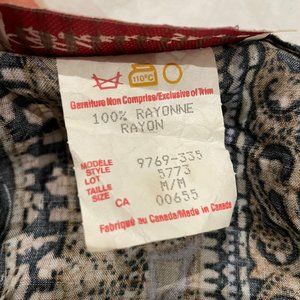 110°C
Garniture Non Comprise/Exclusive of Trim
100% RAYONNE
RAYON
MODÈLE
STYLE 9769-335
LOT 5773
TAILLE
SIZE M/M
CA 00655
Fabriqué au Canada/Made in Canada